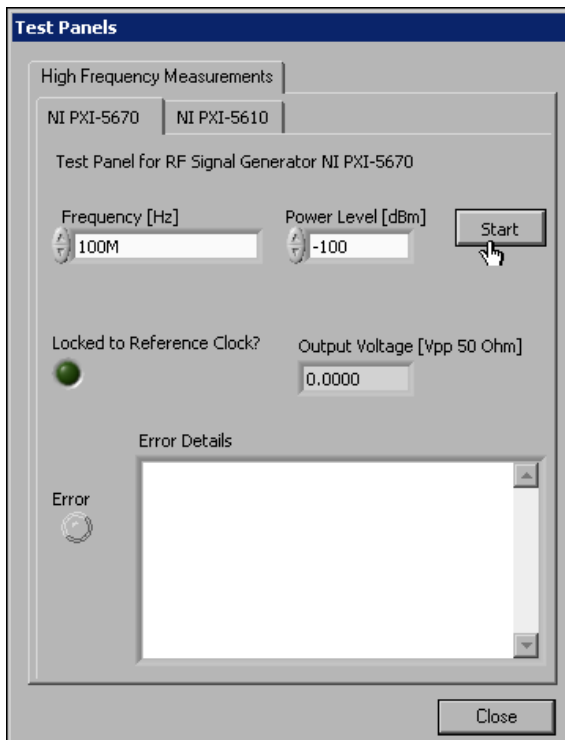 Test Panels
High Frequency Measurements
NI PXI-5670
NI PXI-5610
Test Panel for RF Signal Generator NI PXI-5670
Frequency [Hz]
Power Level [dBm]
100M
-100
Start
Locked to Reference Clock?
Output Voltage [Vpp 50 Ohm]
0.0000
Error Details
Error
Close